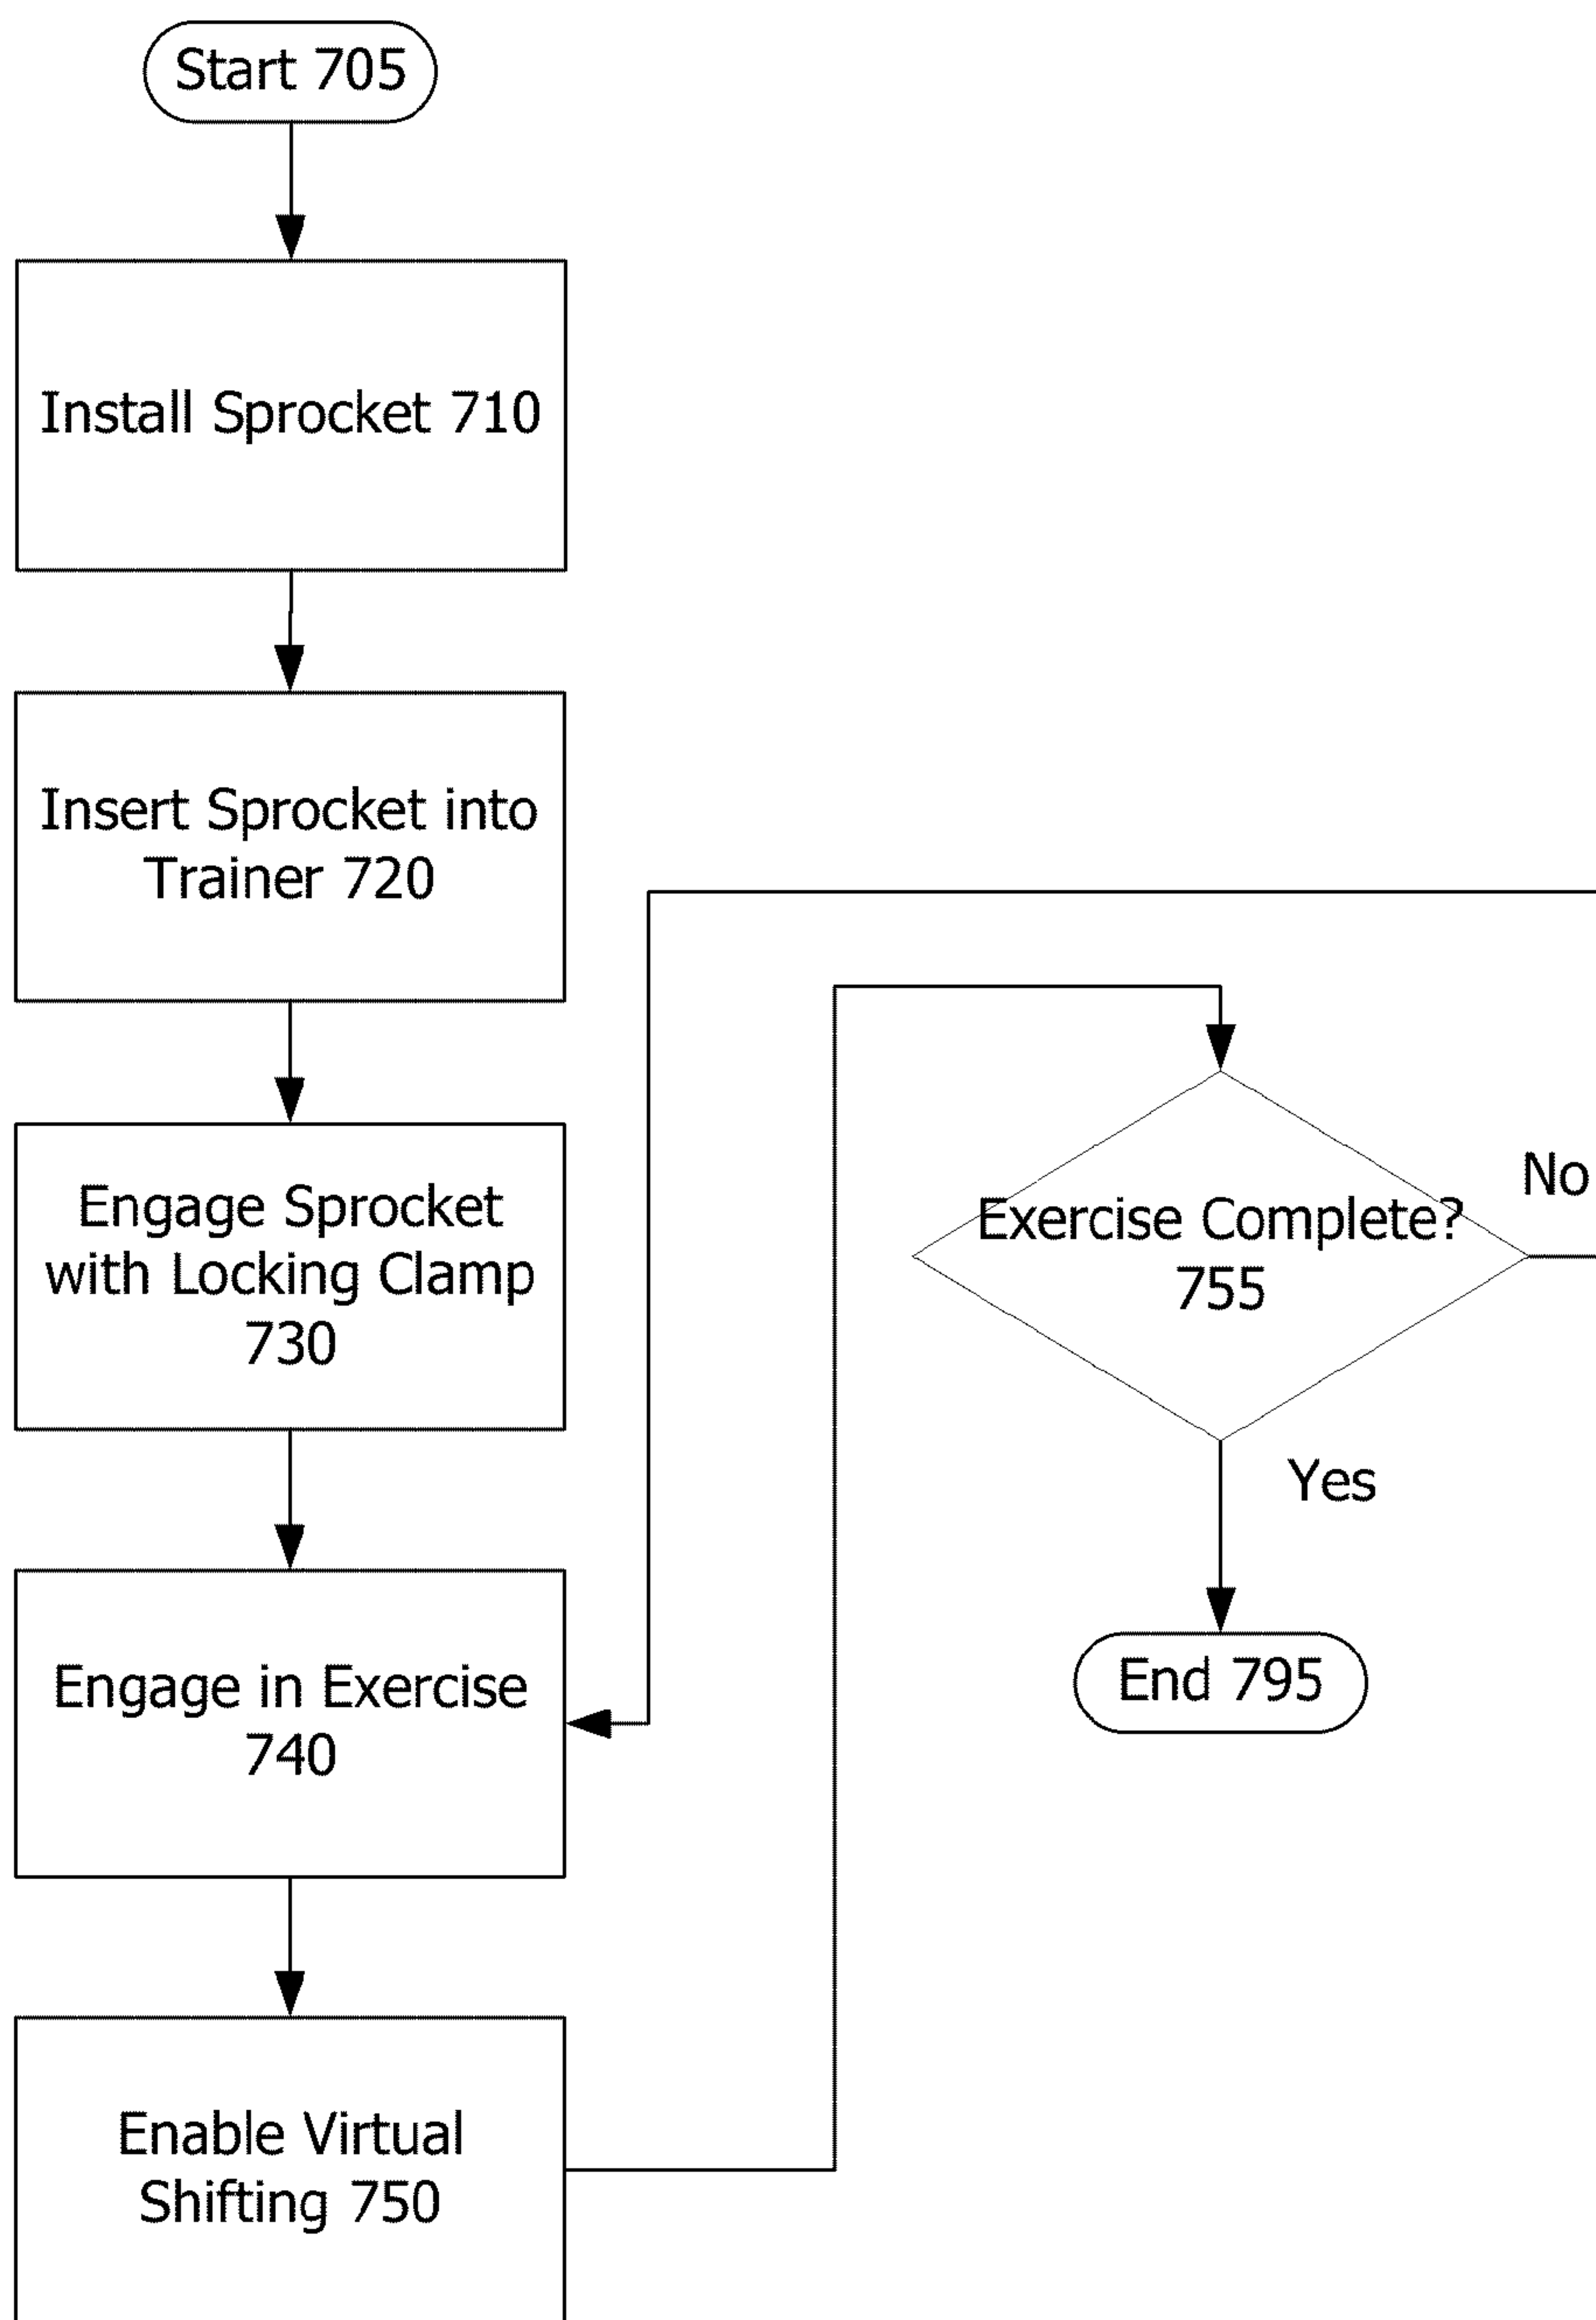 Start 705
Install Sprocket 710
Insert Sprocket into
Trainer 720
Engage Sprocket
with Locking Clamp
730
Engage in Exercise
740
Enable Virtual
Shifting 750
Exercise Complete?
755
No
Yes
End 795